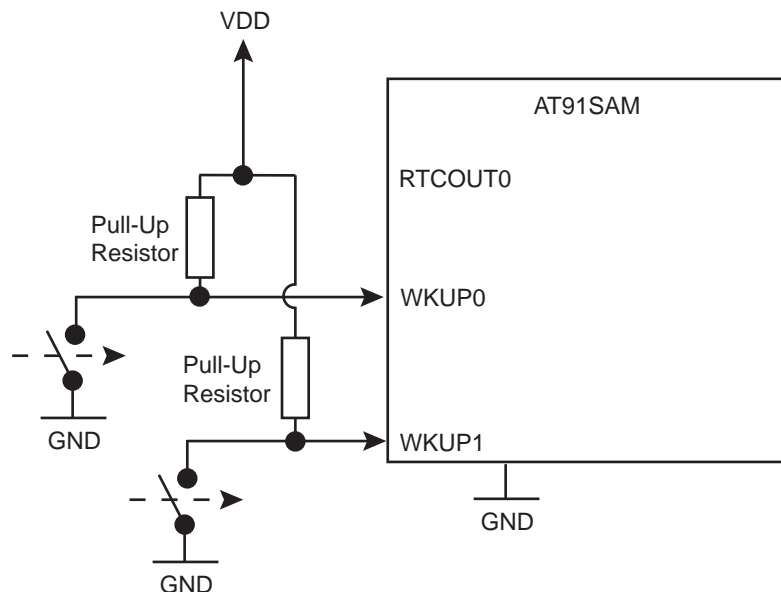 VDD
AT91SAM
RTCOUT0
Pull-Up
Resistor
WKUP0
Pull-Up
Resistor
GND
WKUP1
GND
GND